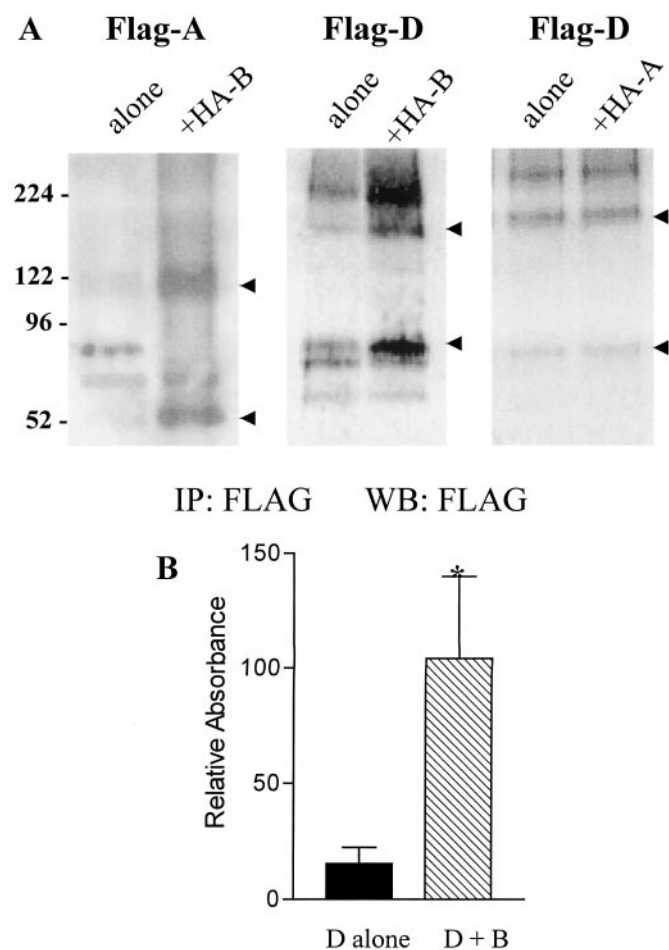 A Flag-A Flag-D Flag-D
alone +HA-B alone +HA-B alone +HA-A
224 -
122 -
96 -
52 -
IP: FLAG WB: FLAG
B
150
100
50
0
Relative Absorbance
*
D alone D + B